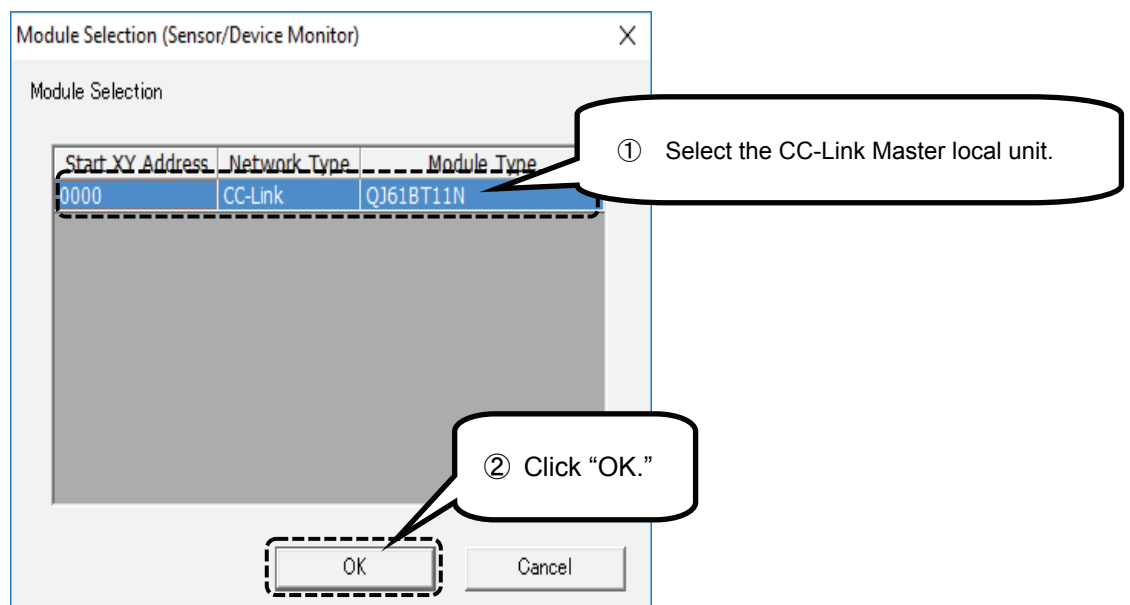 Module Selection (Sensor/Device Monitor)
Module Selection
Start XY Address Network Type Module Type
0000 CC-Link QJ61BT11N
① Select the CC-Link Master local unit.
② Click “OK.”
OK Cancel